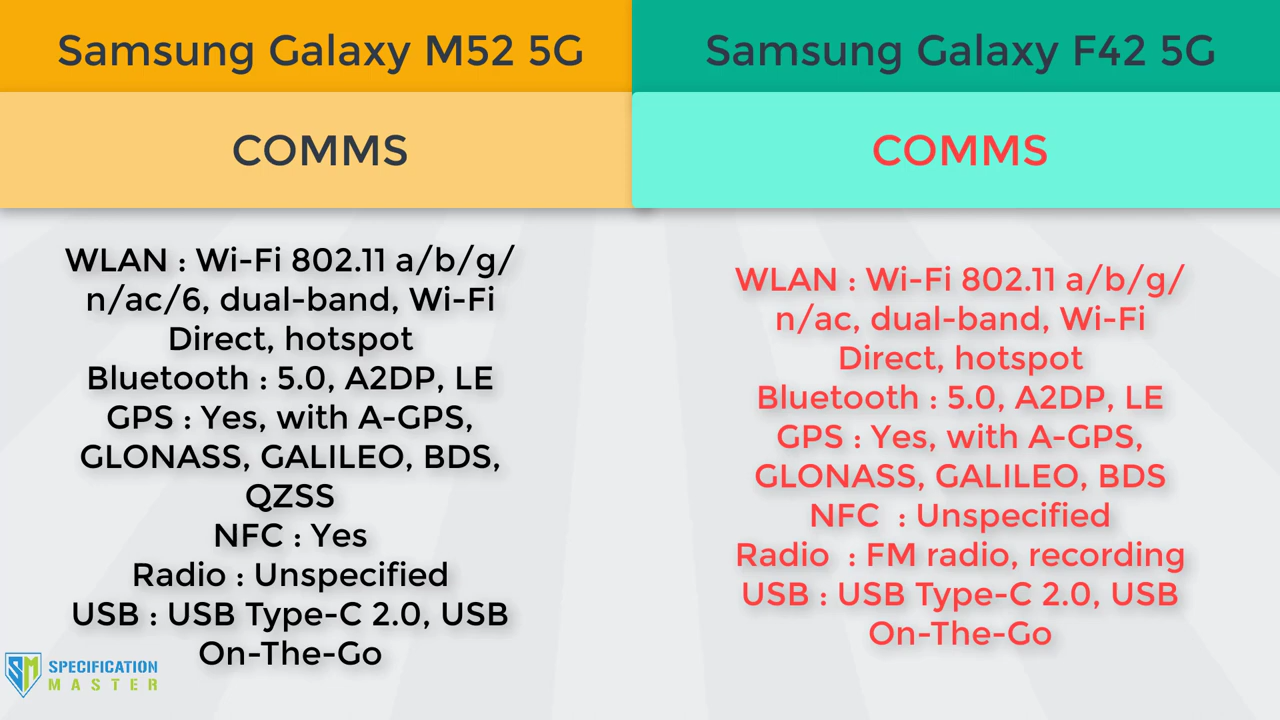 Samsung Galaxy M52 5G
COMMS
WLAN : Wi-Fi 802.11 a/b/g/
n/ac/6, dual-band, Wi-Fi
Direct, hotspot
Bluetooth : 5.0, A2DP, LE
GPS : Yes, with A-GPS,
GLONASS, GALILEO, BDS,
QZSS
NFC : Yes
Radio : Unspecified
USB : USB Type-C 2.0, USB
On-The-Go
SM SPECIFICATION
MASTER
Samsung Galaxy F42 5G
COMMS
WLAN : Wi-Fi 802.11 a/b/g/
n/ac, dual-band, Wi-Fi
Direct, hotspot
Bluetooth : 5.0, A2DP, LE
GPS : Yes, with A-GPS,
GLONASS, GALILEO, BDS
NFC : Unspecified
Radio : FM radio, recording
USB : USB Type-C 2.0, USB
On-The-Go